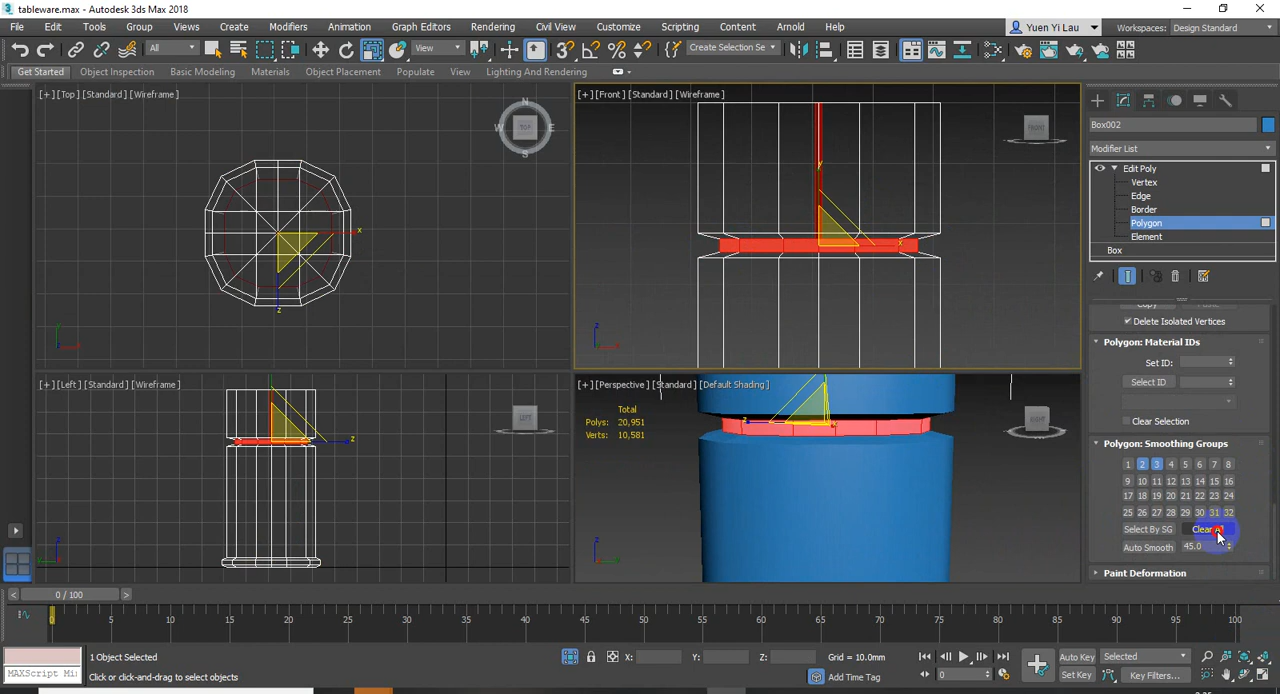 tableware.max - Autodesk 3ds Max 2018
File Edit Tools Group Views Create Modifiers Animation Graph Editors Rendering Civil View Customize Scripting Content Arnold Help Yuen Yi Lau Workspaces: Design Standard
All View Create Selection Se
Get Started Object Inspection Basic Modeling Materials Object Placement Populate View Lighting And Rendering
[+] [Top] [Standard] [Wireframe]
N
W TOP E
S
x
z
[+] [Front] [Standard] [Wireframe]
FRONT
y
x
z
[+] [Left] [Standard] [Wireframe]
LEFT
z
[+] [Perspective] [Standard] [Default Shading]
Total
Polys: 20,951
Verts: 10,581
RIGHT
z
Box002
Modifier List
Edit Poly
Vertex
Edge
Border
Polygon
Element
Box
Delete Isolated Vertices
Polygon: Material IDs
Set ID:
Select ID
Clear Selection
Polygon: Smoothing Groups
1 2 3 4 5 6 7 8
9 10 11 12 13 14 15 16
17 18 19 20 21 22 23 24
25 26 27 28 29 30 31 32
Select By SG Clear All
Auto Smooth 45.0
Paint Deformation
< 0 / 100 >
0 5 10 15 20 25 30 35 40 45 50 55 60 65 70 75 80 85 90 95 100
1 Object Selected X: Y: Z: Grid = 10.0mm Auto Key Selected
MAXScript Mi Click or click-and-drag to select objects Add Time Tag 0 Set Key Key Filters...